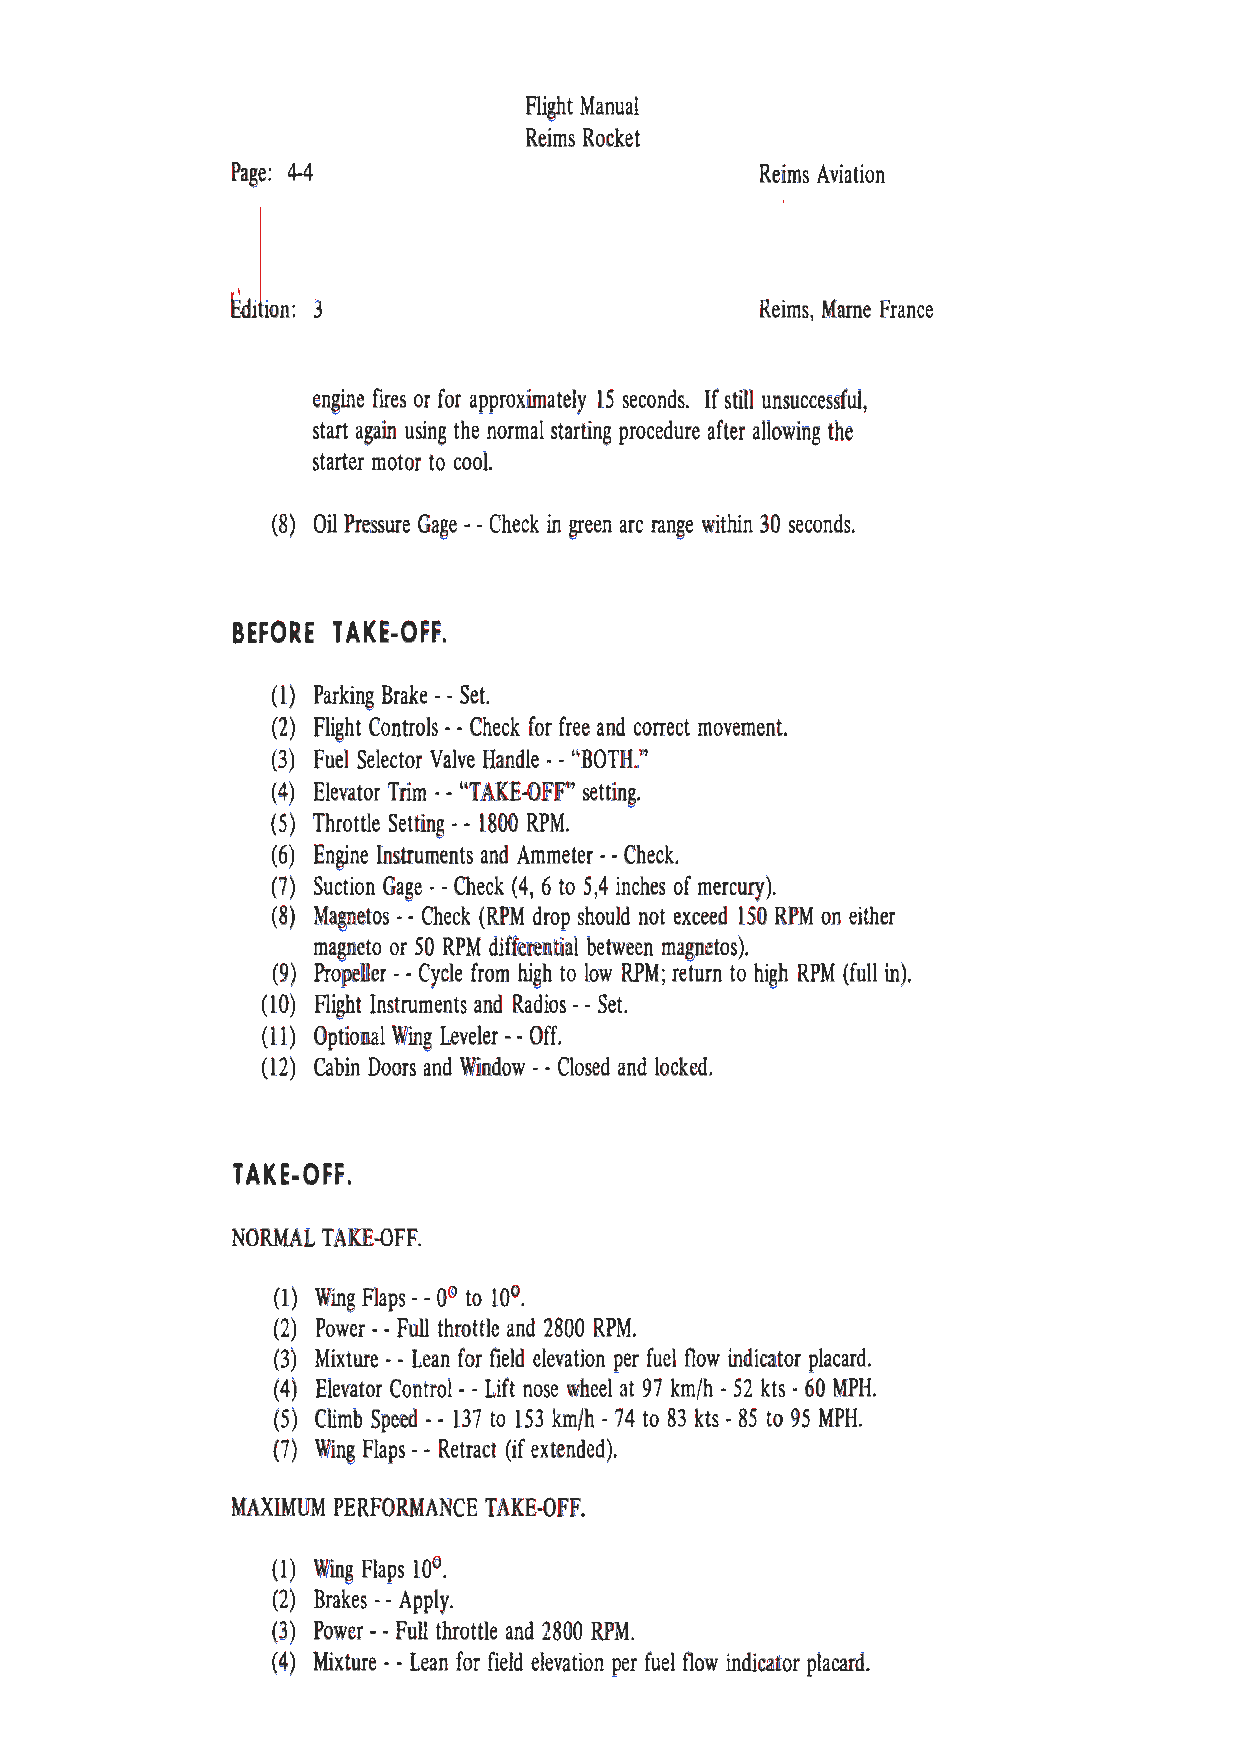 Flight Manual
Reims Rocket
Page: 4-4 Reims Aviation
Edition: 3 Reims, Marne France
engine fires or for approximately 15 seconds. If still unsuccessful,
start again using the normal starting procedure after allowing the
starter motor to cool.
(8) Oil Pressure Gage - - Check in green arc range within 30 seconds.
BEFORE TAKE-OFF.
(1) Parking Brake - - Set.
(2) Flight Controls - - Check for free and correct movement.
(3) Fuel Selector Valve Handle - - “BOTH.”
(4) Elevator Trim - - “TAKE-OFF” setting.
(5) Throttle Setting - - 1800 RPM.
(6) Engine Instruments and Ammeter - - Check.
(7) Suction Gage - - Check (4, 6 to 5,4 inches of mercury).
(8) Magnetos - - Check (RPM drop should not exceed 150 RPM on either
magneto or 50 RPM differential between magnetos).
(9) Propeller - - Cycle from high to low RPM; return to high RPM (full in).
(10) Flight Instruments and Radios - - Set.
(11) Optional Wing Leveler - - Off.
(12) Cabin Doors and Window - - Closed and locked.
TAKE-OFF.
NORMAL TAKE-OFF.
(1) Wing Flaps - - 0° to 10°.
(2) Power - - Full throttle and 2800 RPM.
(3) Mixture - - Lean for field elevation per fuel flow indicator placard.
(4) Elevator Control - - Lift nose wheel at 97 km/h - 52 kts - 60 MPH.
(5) Climb Speed - - 137 to 153 km/h - 74 to 83 kts - 85 to 95 MPH.
(7) Wing Flaps - - Retract (if extended).
MAXIMUM PERFORMANCE TAKE-OFF.
(1) Wing Flaps 10°.
(2) Brakes - - Apply.
(3) Power - - Full throttle and 2800 RPM.
(4) Mixture - - Lean for field elevation per fuel flow indicator placard.